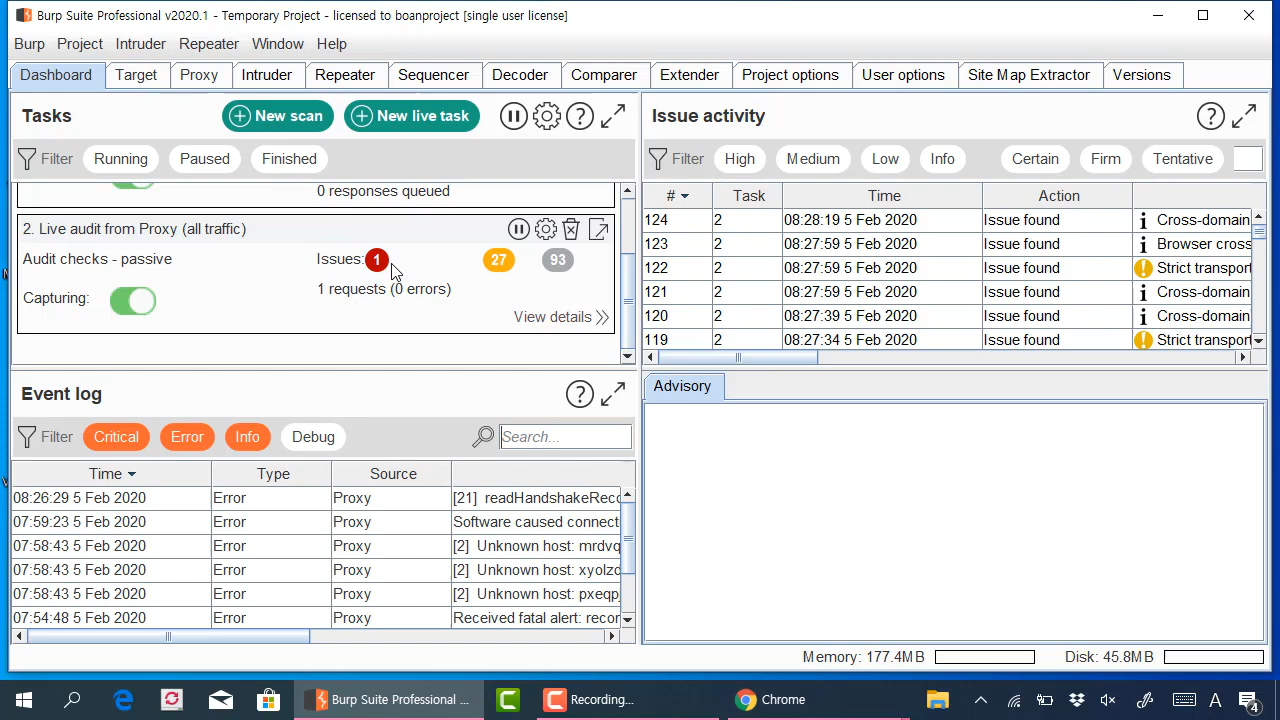 Burp Suite Professional v2020.1 - Temporary Project - licensed to boanproject [single user license]
Burp Project Intruder Repeater Window Help
Dashboard Target Proxy Intruder Repeater Sequencer Decoder Comparer Extender Project options User options Site Map Extractor Versions
Tasks
New scan
New live task
Filter Running Paused Finished
0 responses queued
2. Live audit from Proxy (all traffic)
Audit checks - passive
Issues: 1 27 93
1 requests (0 errors)
Capturing:
View details
Event log
Filter Critical Error Info Debug Search...
Time Type Source
08:26:29 5 Feb 2020 Error Proxy [21] readHandshakeReco
07:59:23 5 Feb 2020 Error Proxy Software caused connect
07:58:43 5 Feb 2020 Error Proxy [2] Unknown host: mrdvq
07:58:43 5 Feb 2020 Error Proxy [2] Unknown host: xyolzo
07:58:43 5 Feb 2020 Error Proxy [2] Unknown host: pxeqp
07:54:48 5 Feb 2020 Error Proxy Received fatal alert: recor
Issue activity
Filter High Medium Low Info Certain Firm Tentative
# Task Time Action
124 2 08:28:19 5 Feb 2020 Issue found Cross-domain
123 2 08:27:59 5 Feb 2020 Issue found Browser cross
122 2 08:27:59 5 Feb 2020 Issue found Strict transport
121 2 08:27:59 5 Feb 2020 Issue found Cross-domain
120 2 08:27:39 5 Feb 2020 Issue found Cross-domain
119 2 08:27:34 5 Feb 2020 Issue found Strict transport
Advisory
Memory: 177.4MB Disk: 45.8MB
Burp Suite Professional ... Recording... Chrome A 4